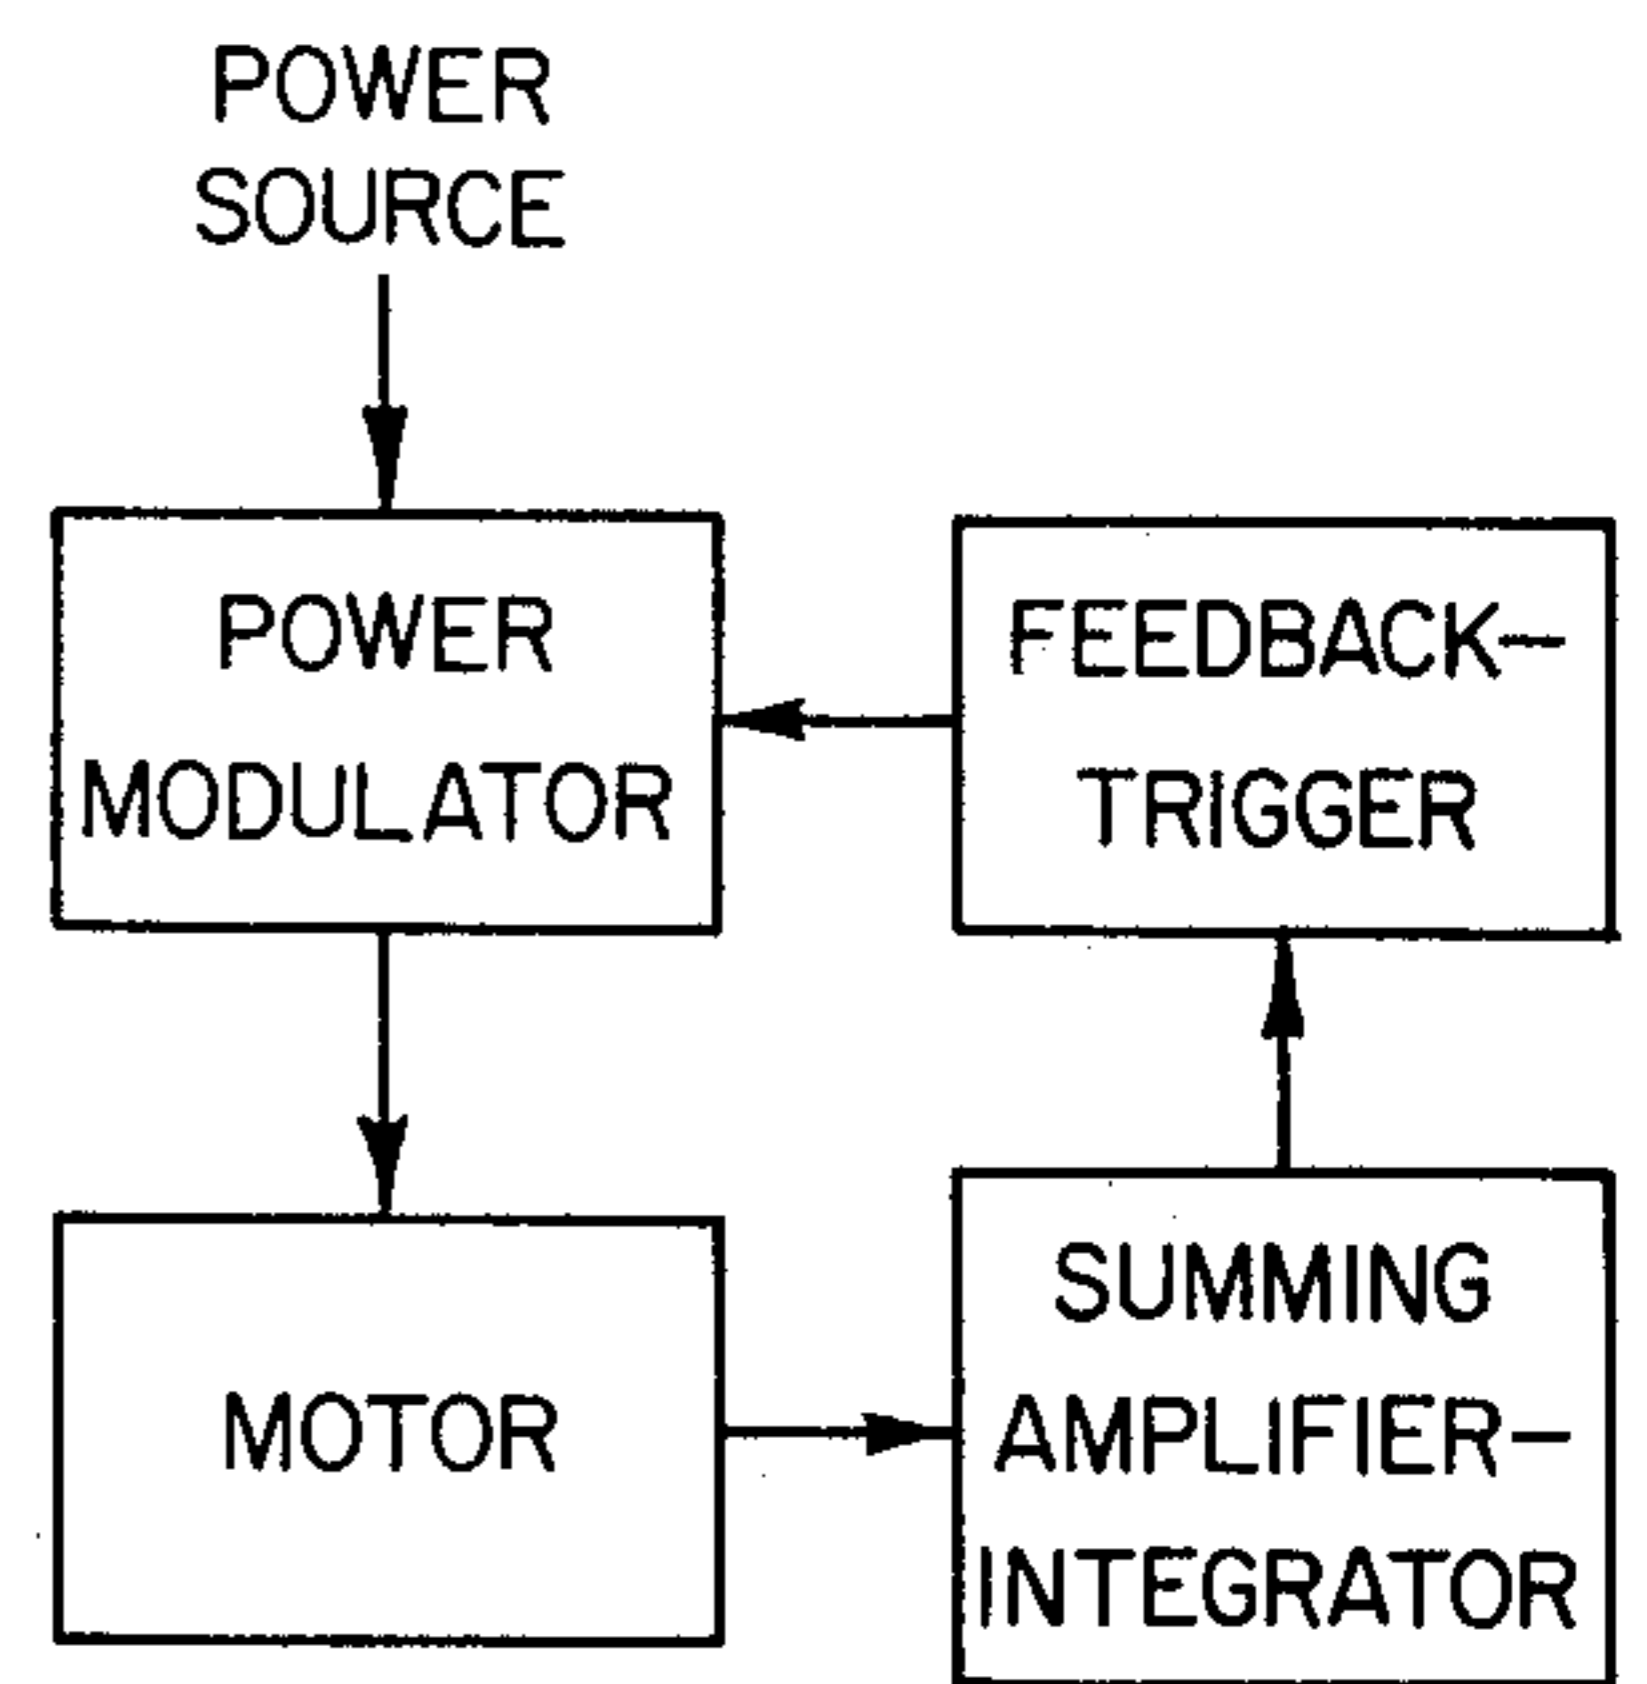 POWER
SOURCE
POWER
MODULATOR
FEEDBACK-
TRIGGER
MOTOR
SUMMING
AMPLIFIER-
INTEGRATOR